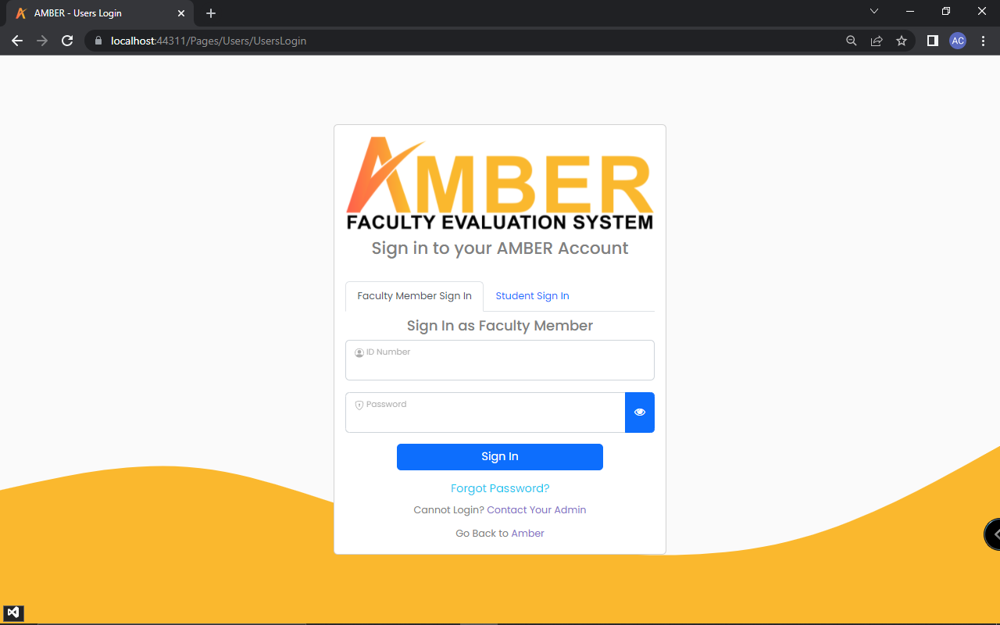 AMBER - Users Login
localhost:44311/Pages/Users/UsersLogin
AC
AMBER
FACULTY EVALUATION SYSTEM
Sign in to your AMBER Account
Faculty Member Sign In
Student Sign In
Sign In as Faculty Member
ID Number
Password
Sign In
Forgot Password?
Cannot Login? Contact Your Admin
Go Back to Amber